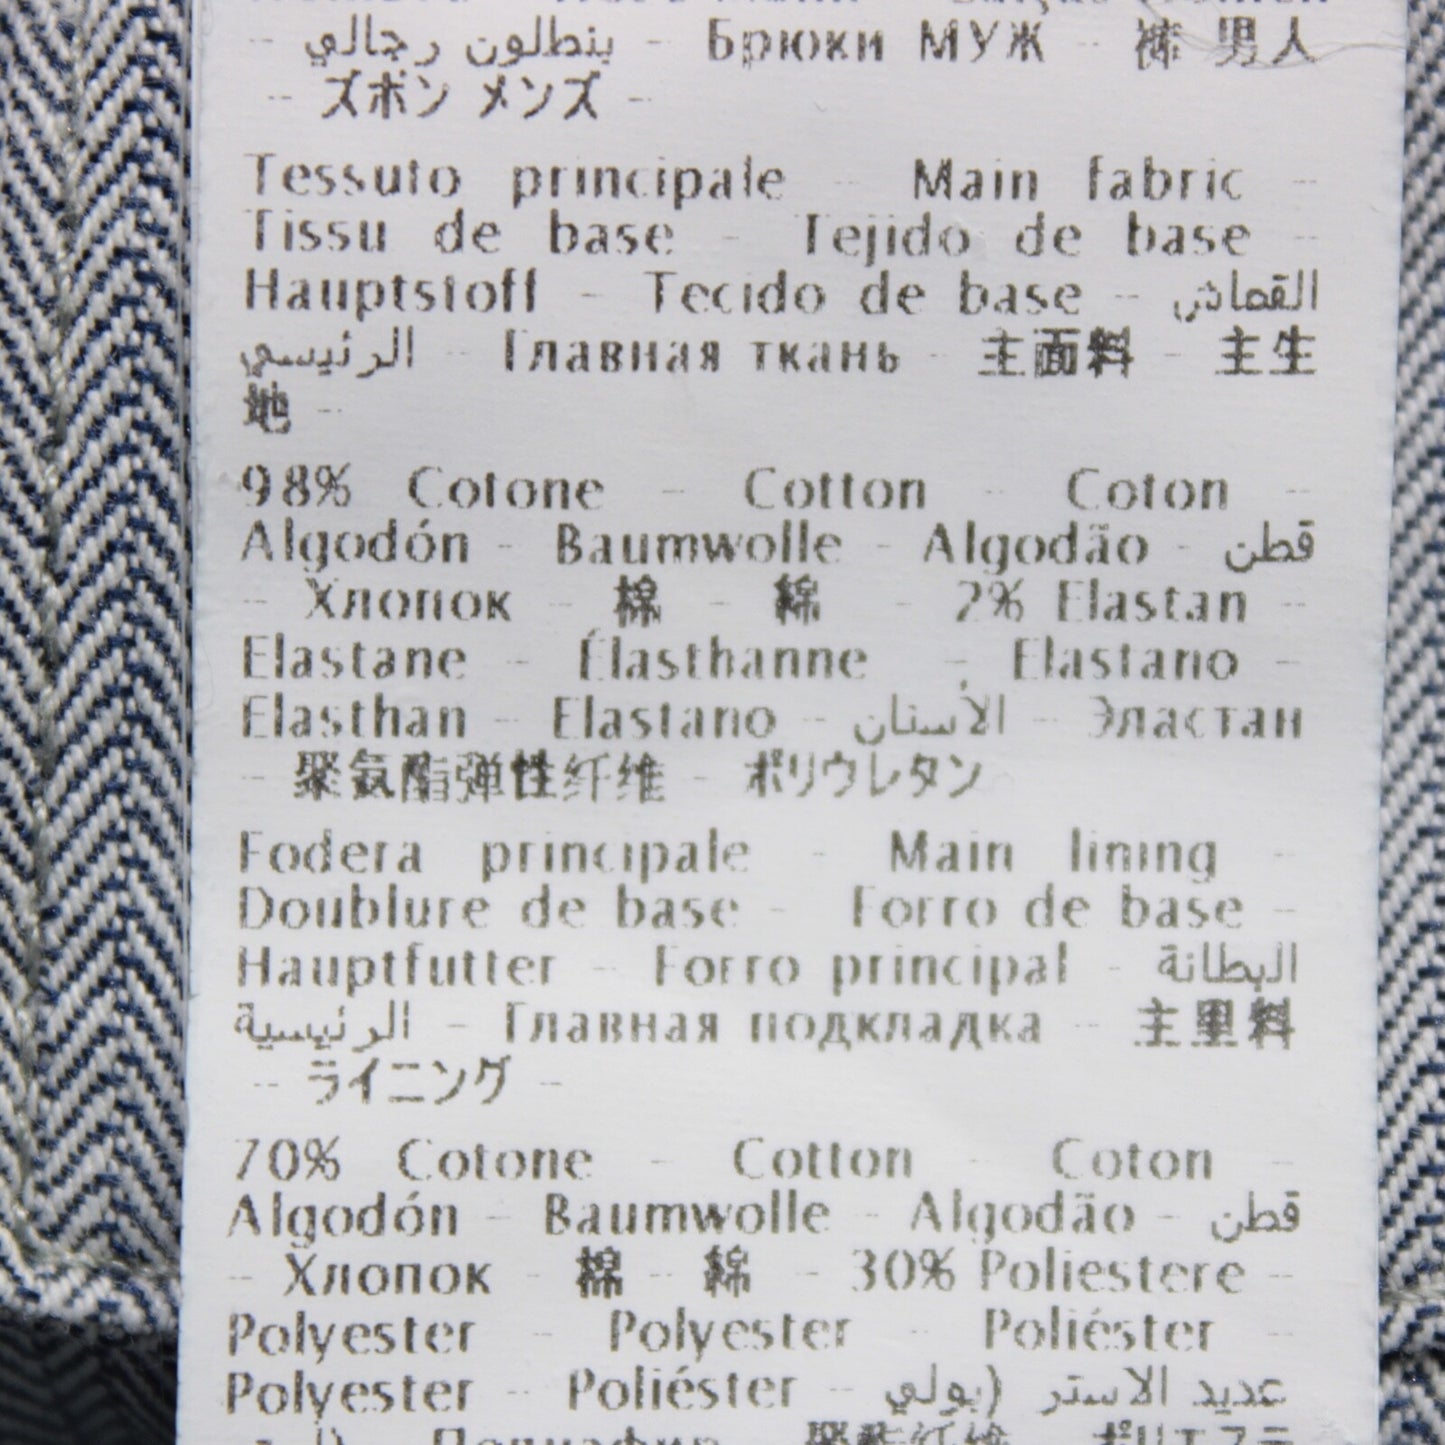 - بنطلون رجالي - Брюки МУЖ - 裤 男人
- ズボン メンズ -
Tessuto principale - Main fabric -
Tissu de base - Tejido de base -
Hauptstoff - Tecido de base - القماش
الرئيسي - Главная ткань - 主面料 - 主生
地 -
98% Cotone - Cotton - Coton -
Algodón - Baumwolle - Algodão - قطن
- Хлопок - 棉 - 綿 - 2% Elastan -
Elastane - Élasthanne - Elastano -
Elasthan - Elastano - الأستان - Эластан
- 聚氨酯弹性纤维 - ポリウレタン
Fodera principale - Main lining -
Doublure de base - Forro de base -
Hauptfutter - Forro principal - البطانة
الرئيسية - Главная подкладка - 主里料
- ライニング -
70% Cotone - Cotton - Coton -
Algodón - Baumwolle - Algodão - قطن
- Хлопок - 棉 - 綿 - 30% Poliestere -
Polyester - Polyester - Poliéster -
Polyester - Poliéster - عديد الاستر (بولي